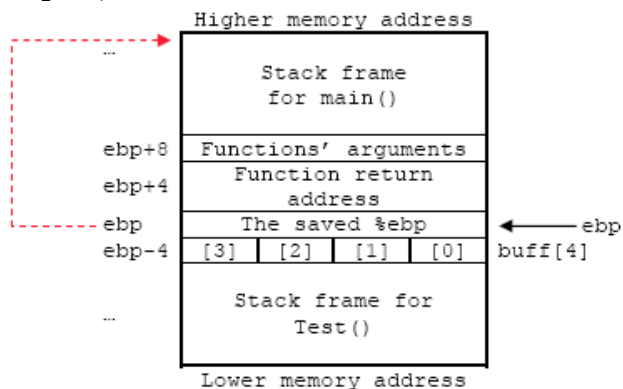 Higher memory address
…
Stack frame
for main()
ebp+8 Functions' arguments
ebp+4 Function return
address
ebp The saved %ebp ebp
ebp-4 [3] [2] [1] [0] buff[4]
Stack frame for
… Test()
Lower memory address